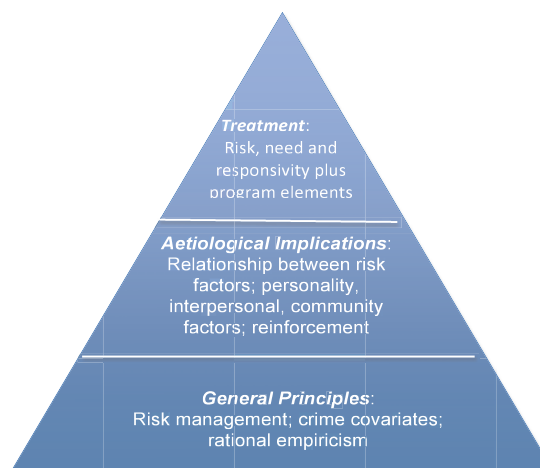 Treatment:
Risk, need and
responsivity plus
program elements
Aetiological Implications:
Relationship between risk
factors; personality,
interpersonal, community
factors; reinforcement
General Principles:
Risk management; crime covariates;
rational empiricism